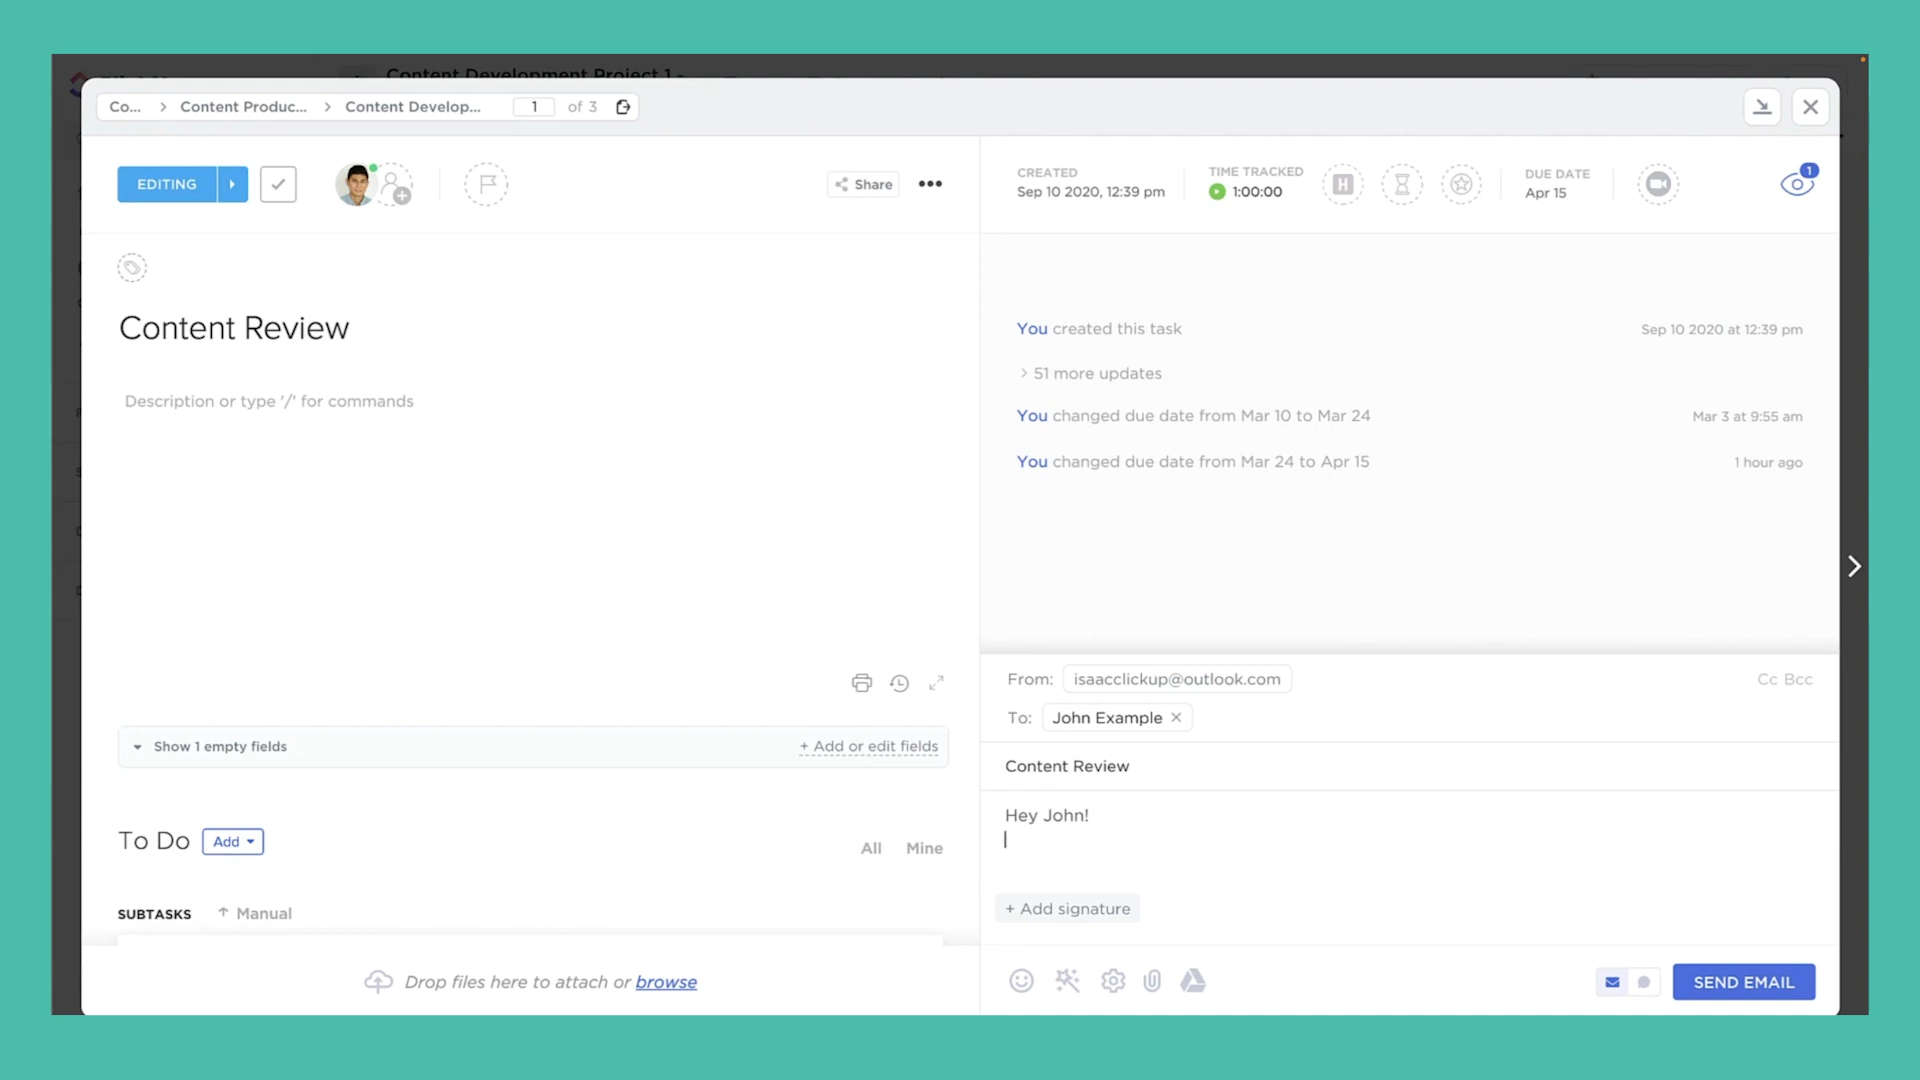 Content Development Project 1
Co... > Content Produc... > Content Develop... 1 of 3
EDITING
Share
CREATED
Sep 10 2020, 12:39 pm
TIME TRACKED
1:00:00
H
DUE DATE
Apr 15
1
Content Review
Description or type '/' for commands
Show 1 empty fields
+ Add or edit fields
To Do
Add
All Mine
SUBTASKS
Manual
Drop files here to attach or browse
You created this task
Sep 10 2020 at 12:39 pm
> 51 more updates
You changed due date from Mar 10 to Mar 24
Mar 3 at 9:55 am
You changed due date from Mar 24 to Apr 15
1 hour ago
From: isaacclickup@outlook.com
Cc Bcc
To: John Example
Content Review
Hey John!
+ Add signature
SEND EMAIL